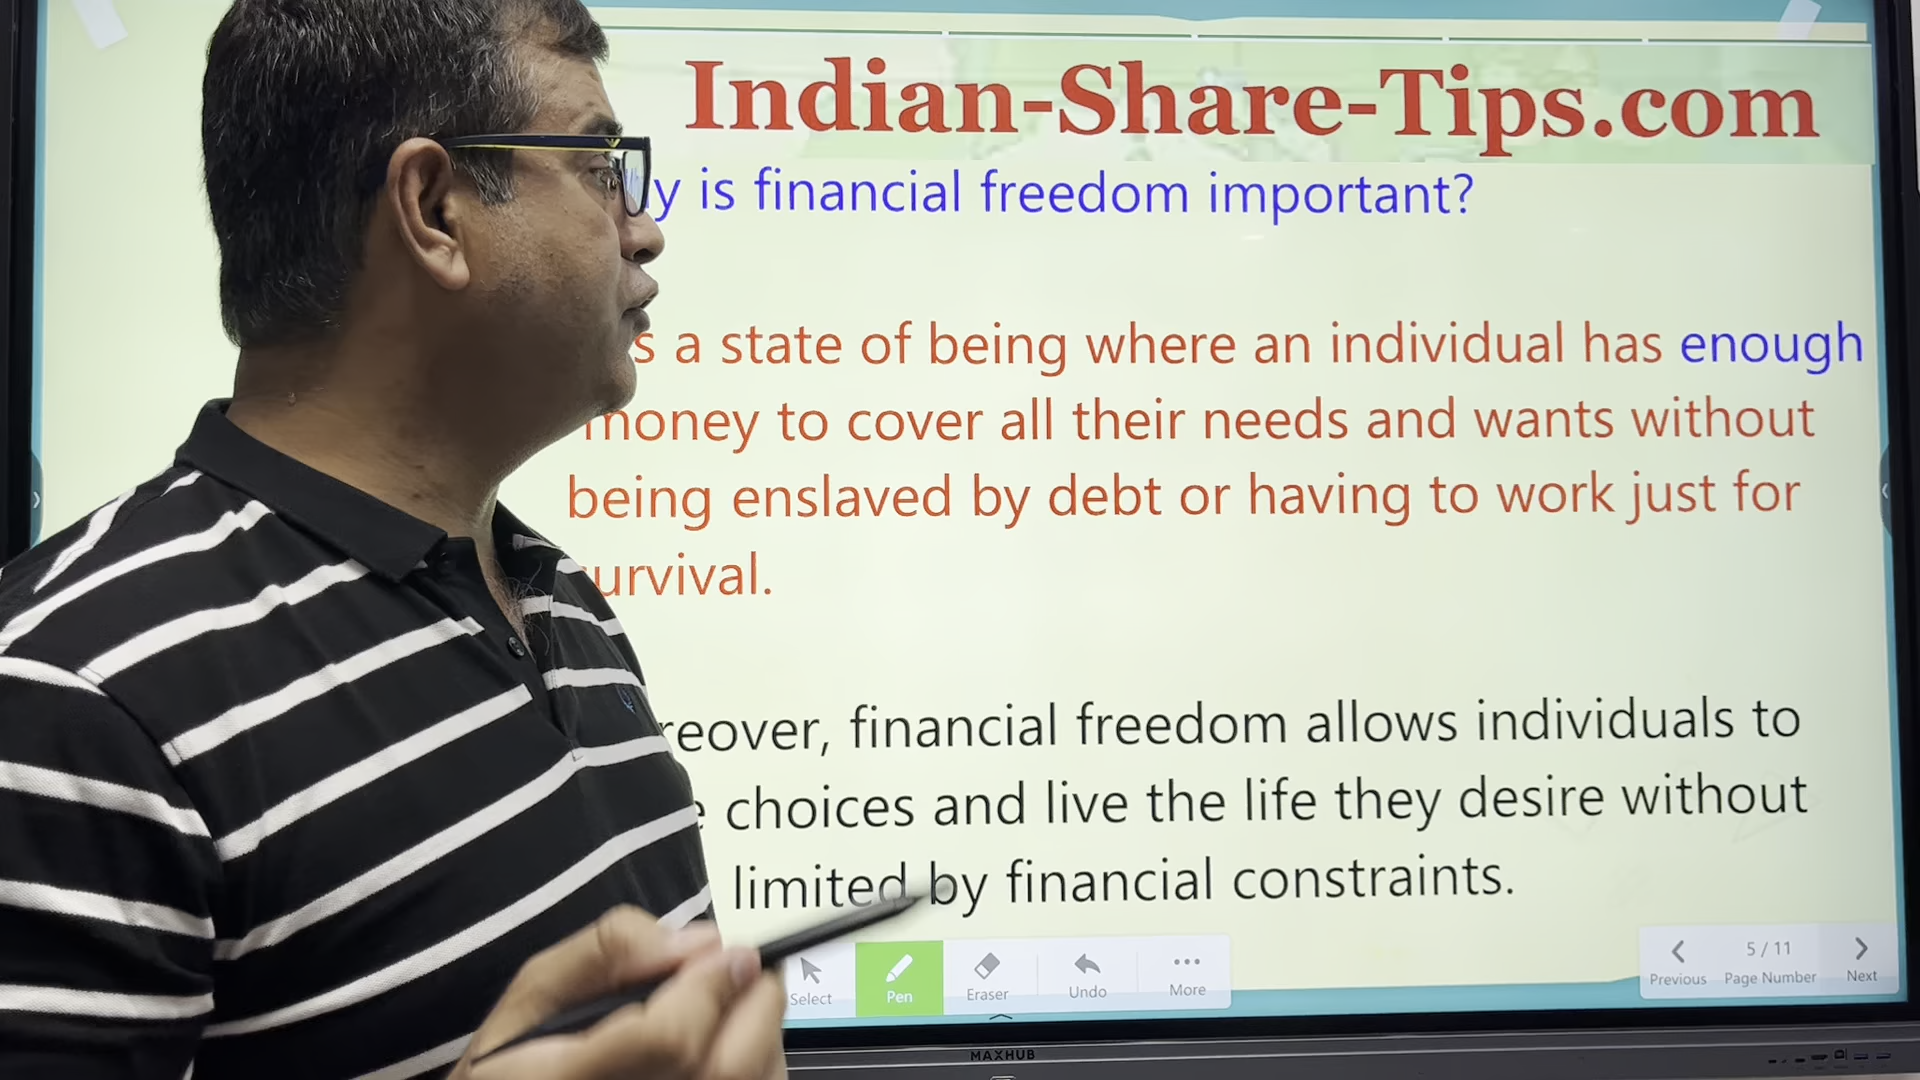 Indian-Share-Tips.com
y is financial freedom important?
s a state of being where an individual has enough
money to cover all their needs and wants without
being enslaved by debt or having to work just for
urvival.
reover, financial freedom allows individuals to
e choices and live the life they desire without
limited by financial constraints.
Select
Pen
Eraser
Undo
More
5 / 11
Previous
Page Number
Next
MAXHUB